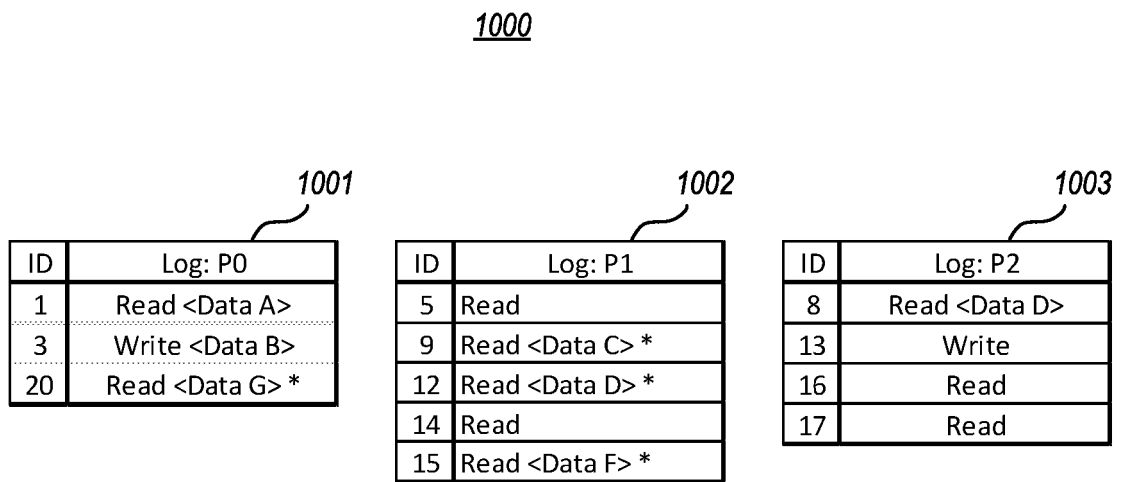 1000
1001
ID Log: P0
1 Read <Data A>
3 Write <Data B>
20 Read <Data G> *
1002
ID Log: P1
5 Read
9 Read <Data C> *
12 Read <Data D> *
14 Read
15 Read <Data F> *
1003
ID Log: P2
8 Read <Data D>
13 Write
16 Read
17 Read